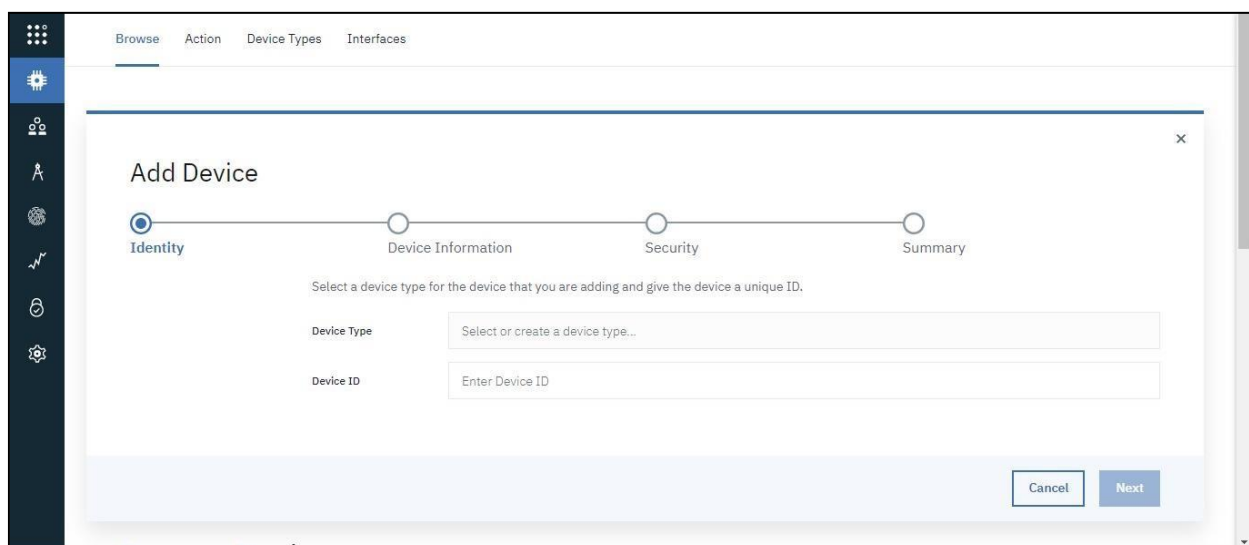 Browse Action Device Types Interfaces
Add Device
Identity Device Information Security Summary
Select a device type for the device that you are adding and give the device a unique ID.
Device Type Select or create a device type...
Device ID Enter Device ID
Cancel Next